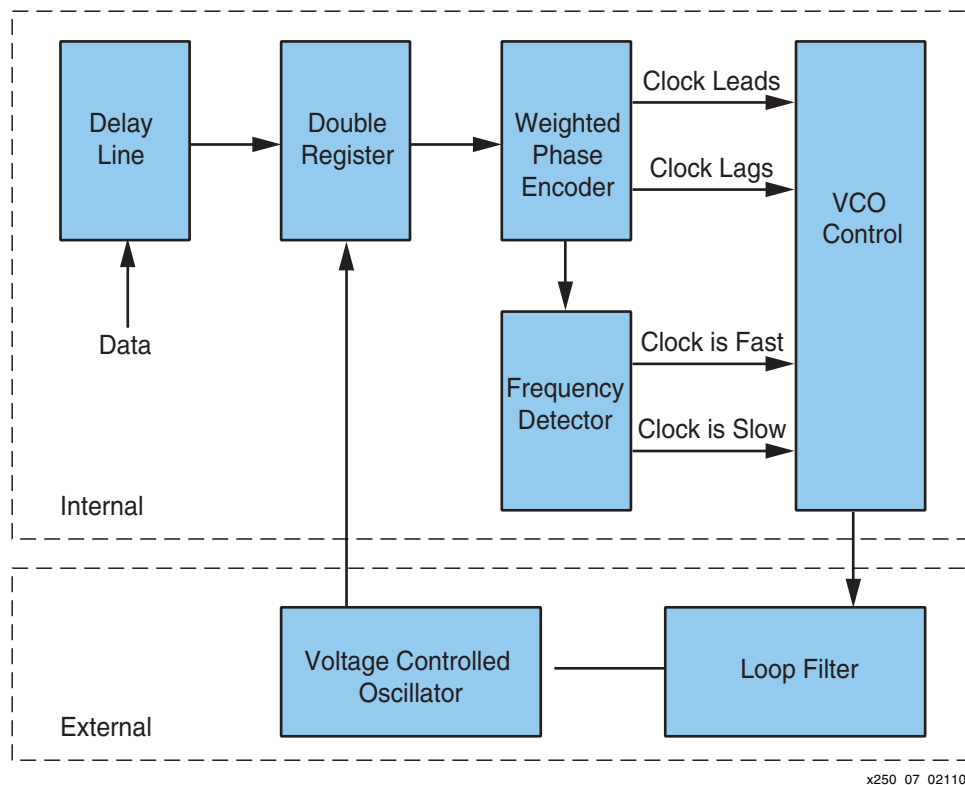 Delay
Line
Double
Register
Weighted
Phase
Encoder
Clock Leads
Clock Lags
VCO
Control
Data
Clock is Fast
Frequency
Detector
Clock is Slow
Internal
Voltage Controlled
Oscillator
Loop Filter
External
x250_07_02110